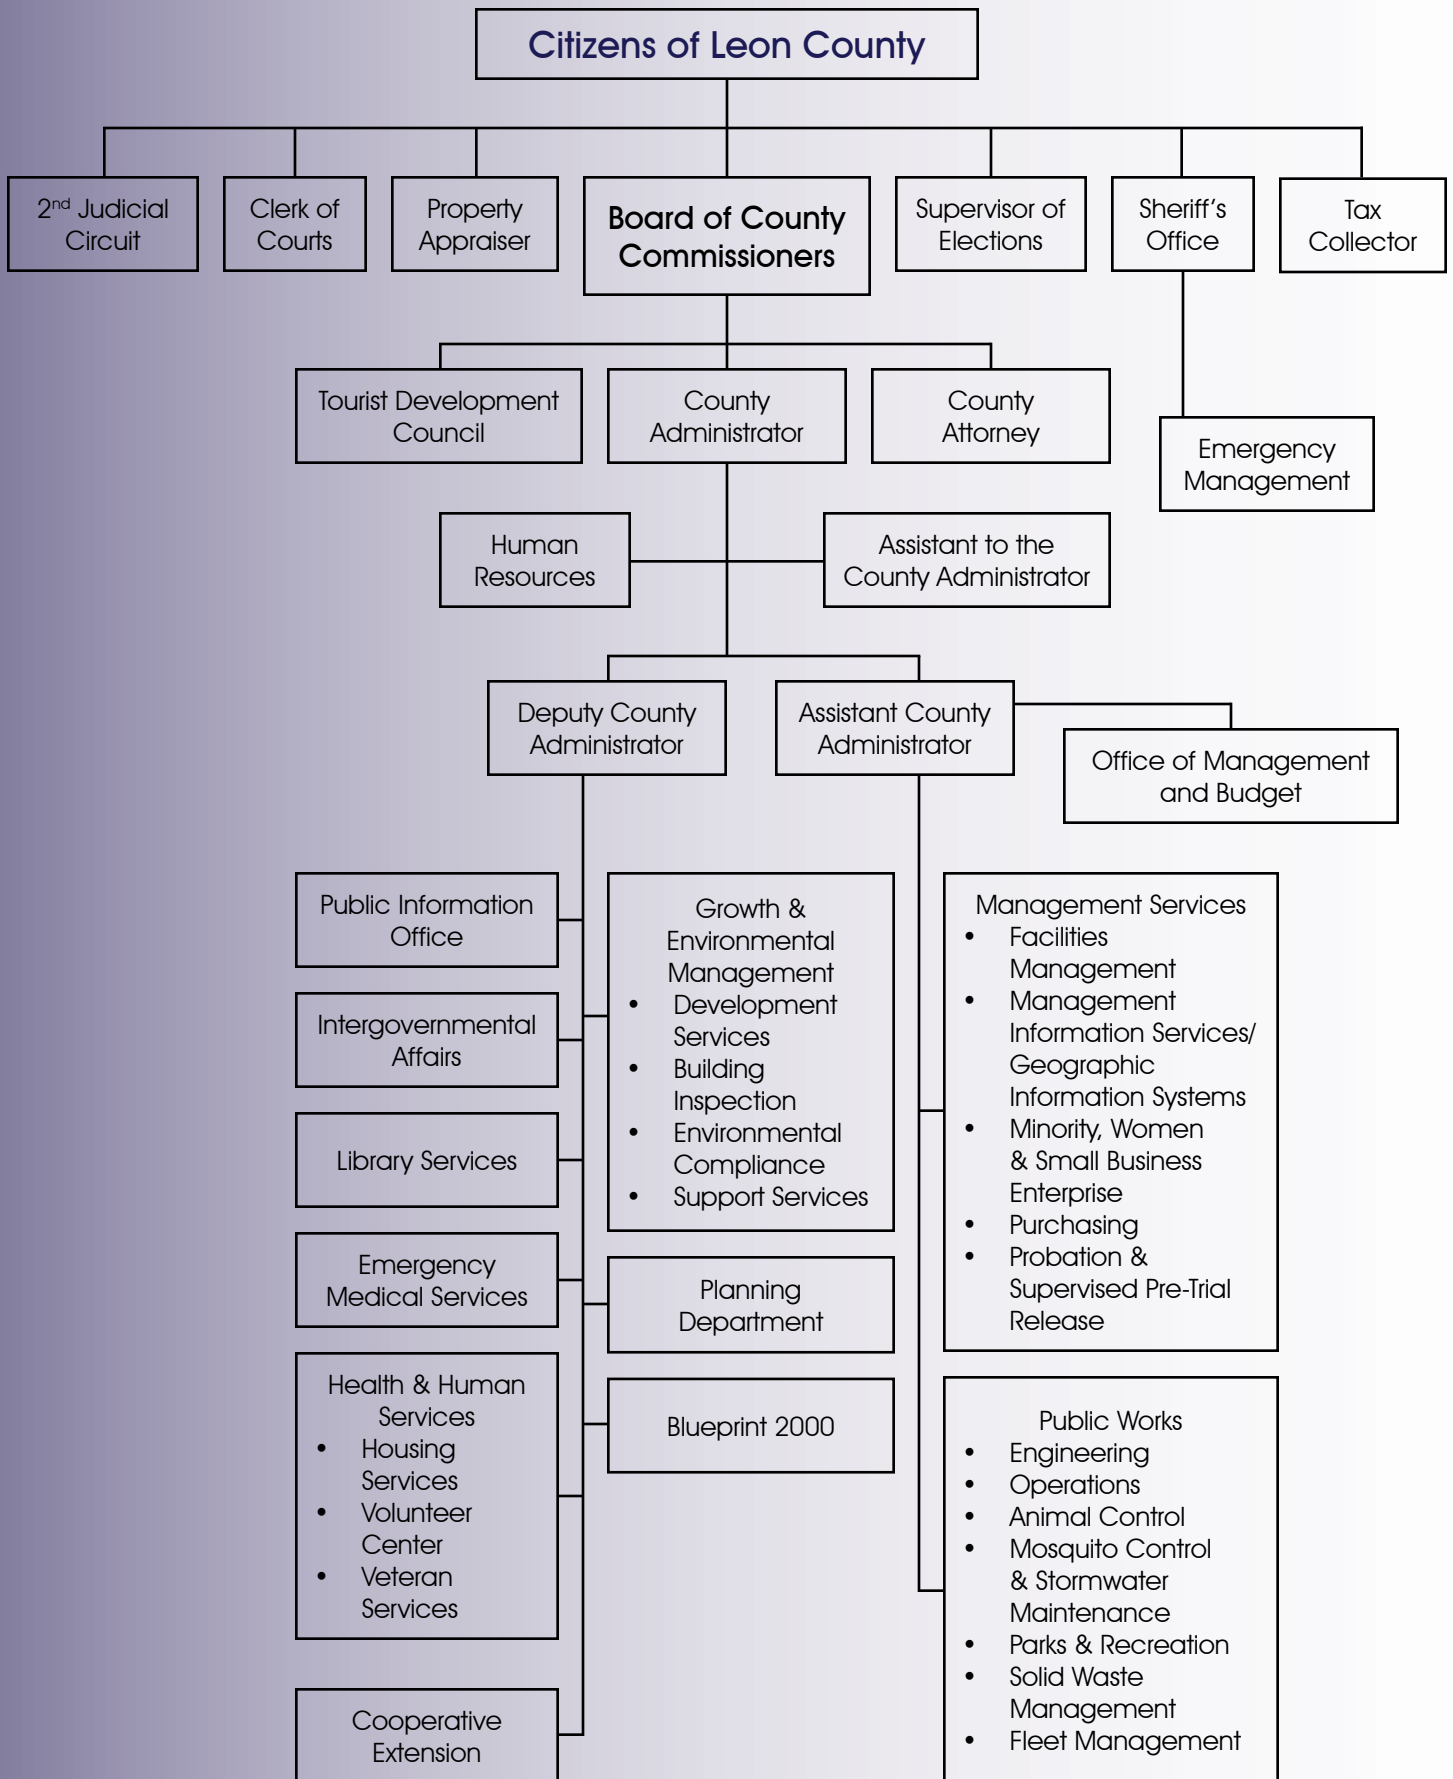 Citizens of Leon County
2nd Judicial
Circuit
Clerk of
Courts
Property
Appraiser
Board of County
Commissioners
Supervisor of
Elections
Sheriff's
Office
Tax
Collector
Tourist Development
Council
County
Administrator
County
Attorney
Emergency
Management
Human
Resources
Assistant to the
County Administrator
Deputy County
Administrator
Assistant County
Administrator
Office of Management
and Budget
Public Information
Office
Intergovernmental
Affairs
Library Services
Emergency
Medical Services
Health & Human
Services
• Housing
Services
• Volunteer
Center
• Veteran
Services
Cooperative
Extension
Growth &
Environmental
Management
• Development
Services
• Building
Inspection
• Environmental
Compliance
• Support Services
Planning
Department
Blueprint 2000
Management Services
• Facilities
Management
• Management
Information Services/
Geographic
Information Systems
• Minority, Women
& Small Business
Enterprise
• Purchasing
• Probation &
Supervised Pre-Trial
Release
Public Works
• Engineering
• Operations
• Animal Control
• Mosquito Control
& Stormwater
Maintenance
• Parks & Recreation
• Solid Waste
Management
• Fleet Management